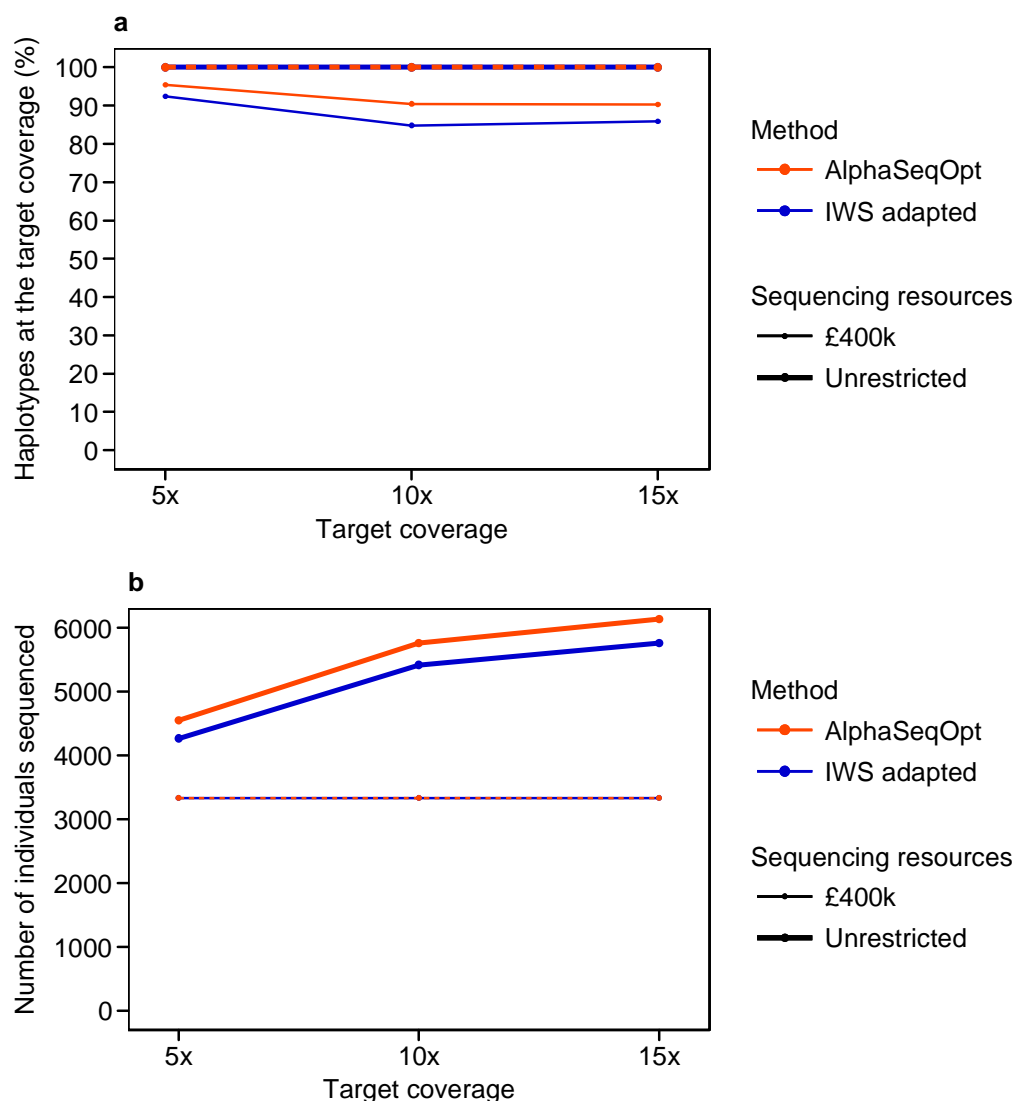 a
Haplotypes at the target coverage (%)
100
90
80
70
60
50
40
30
20
10
0
5x 10x 15x
Target coverage
Method
AlphaSeqOpt
IWS adapted
Sequencing resources
£400k
Unrestricted
b
Number of individuals sequenced
6000
5000
4000
3000
2000
1000
0
5x 10x 15x
Target coverage
Method
AlphaSeqOpt
IWS adapted
Sequencing resources
£400k
Unrestricted